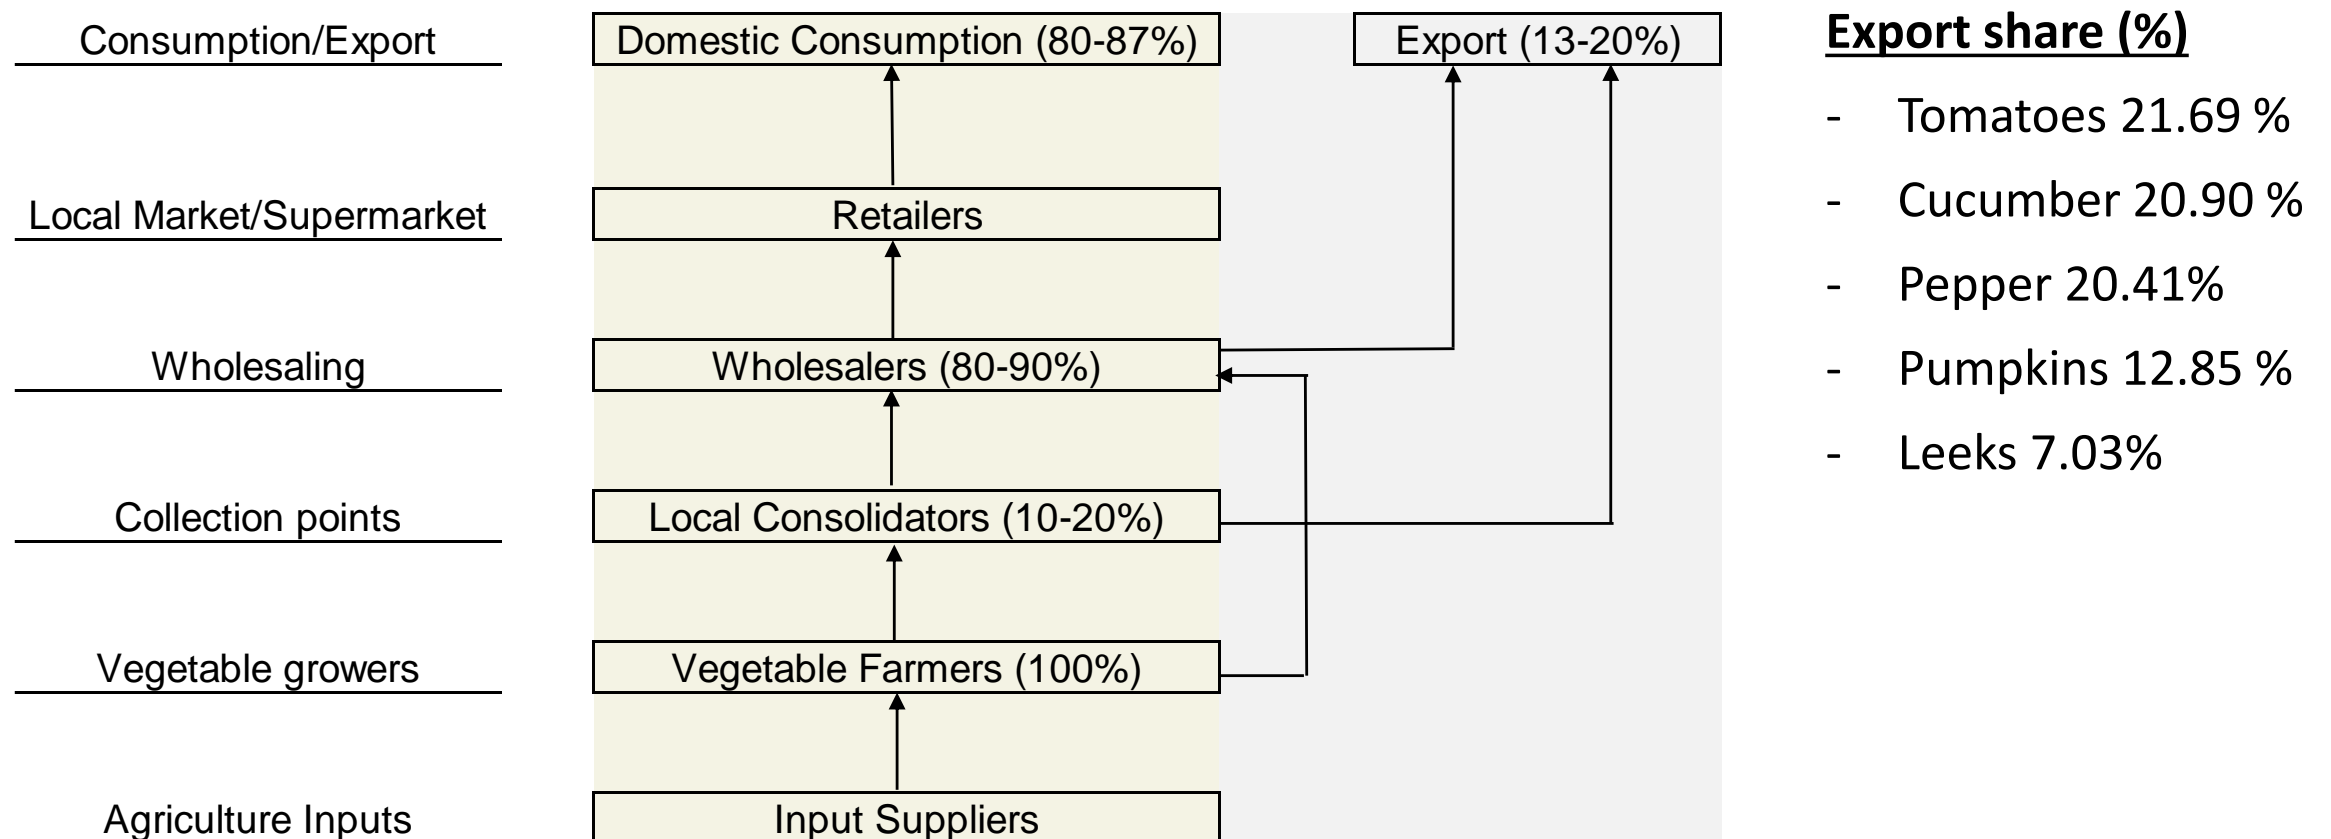 Consumption/Export
Domestic Consumption (80-87%)
Export (13-20%)
Local Market/Supermarket
Retailers
Wholesaling
Wholesalers (80-90%)
Collection points
Local Consolidators (10-20%)
Vegetable growers
Vegetable Farmers (100%)
Agriculture Inputs
Input Suppliers
Export share (%)
- Tomatoes 21.69 %
- Cucumber 20.90 %
- Pepper 20.41%
- Pumpkins 12.85 %
- Leeks 7.03%